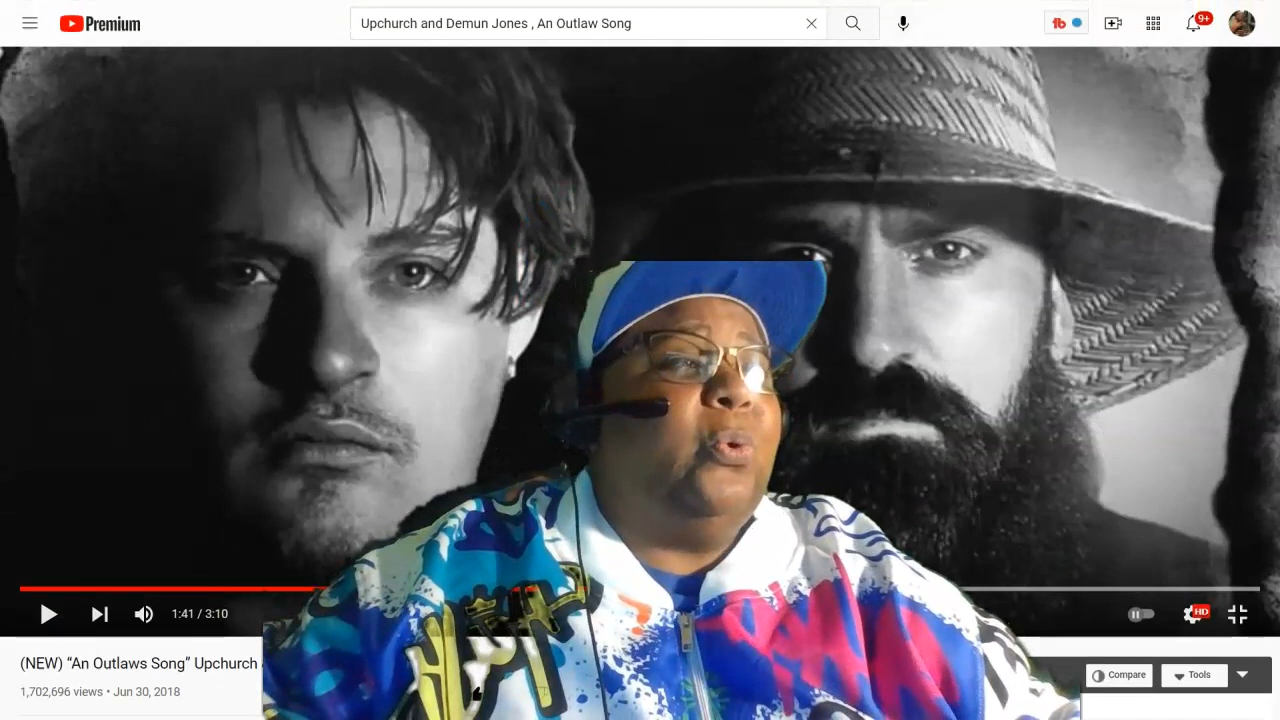 Premium
Upchurch and Demun Jones , An Outlaw Song
9+
1:41 / 3:10
HD
(NEW) “An Outlaws Song” Upchurch
1,702,696 views • Jun 30, 2018
Compare
Tools